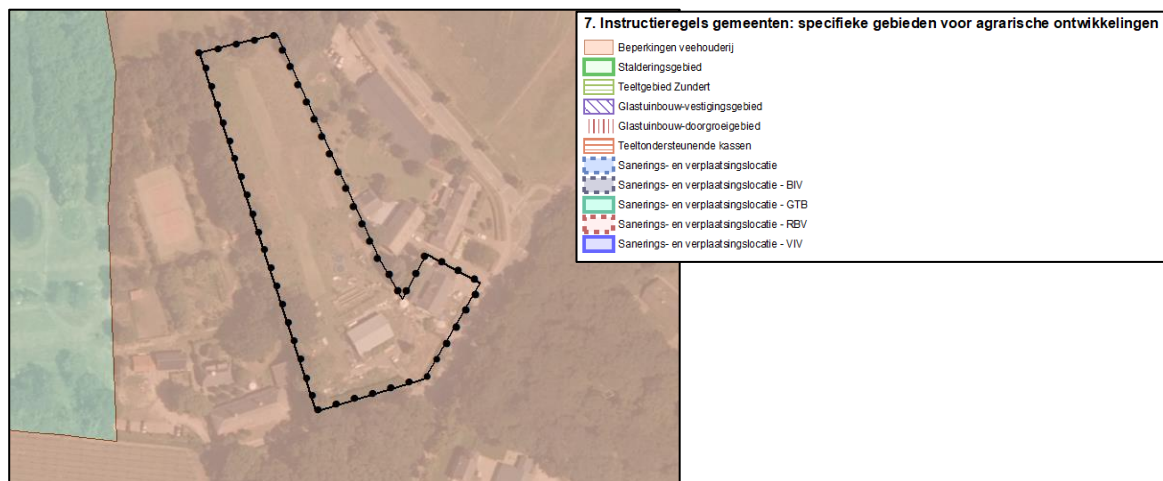 7. Instructieregels gemeenten: specifieke gebieden voor agrarische ontwikkelingen
Beperkingen veehouderij
Stalderingsgebied
Teeltgebied Zundert
Glastuinbouw-vestigingsgebied
Glastuinbouw-doorgroeigebied
Teeltondersteunende kassen
Sanerings- en verplaatsingslocatie
Sanerings- en verplaatsingslocatie - BIV
Sanerings- en verplaatsingslocatie - GTB
Sanerings- en verplaatsingslocatie - RBV
Sanerings- en verplaatsingslocatie - VIV